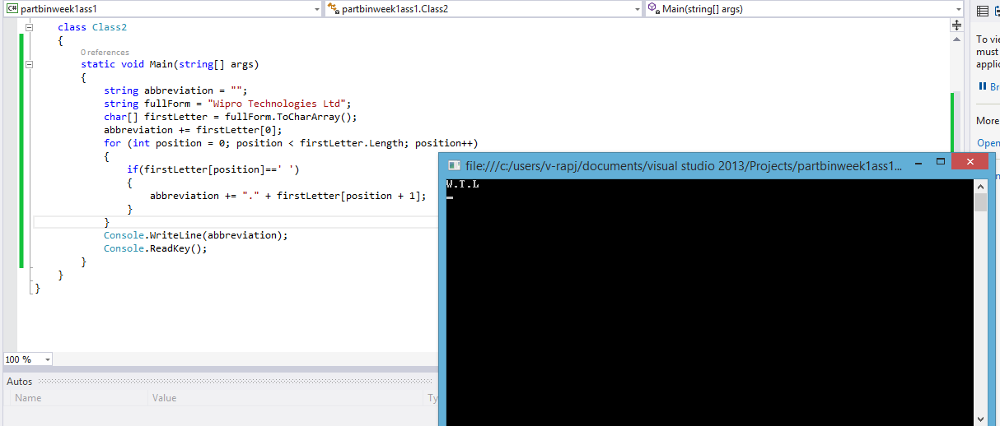 C# partbinweek1ass1
partbinweek1ass1.Class2
Main(string[] args)
class Class2
{
0 references
static void Main(string[] args)
{
string abbreviation = "";
string fullForm = "Wipro Technologies Ltd";
char[] firstLetter = fullForm.ToCharArray();
abbreviation += firstLetter[0];
for (int position = 0; position < firstLetter.Length; position++)
{
if(firstLetter[position]==' ')
{
abbreviation += "." + firstLetter[position + 1];
}
}
Console.WriteLine(abbreviation);
Console.ReadKey();
}
}
}
100 %
Autos
Name Value Ty
file:///c:/users/v-rapj/documents/visual studio 2013/Projects/partbinweek1ass1...
W.T.L
To vie
must
applic
Br
More
Open